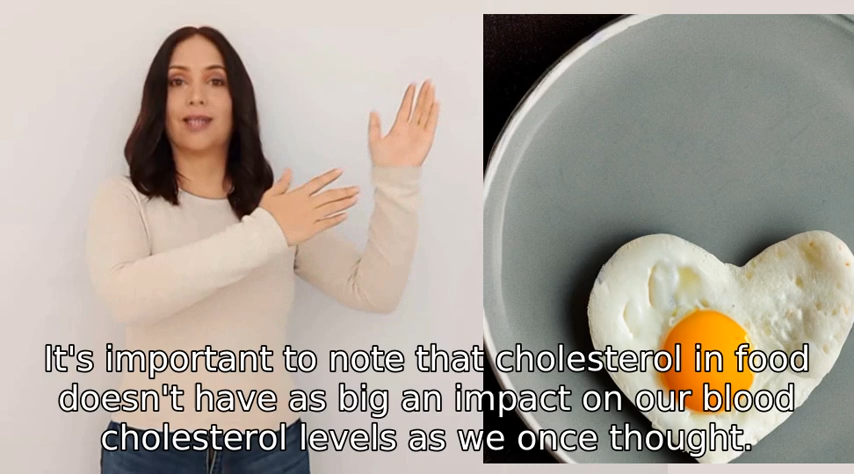 It's important to note that cholesterol in food
doesn't have as big an impact on our blood
cholesterol levels as we once thought.